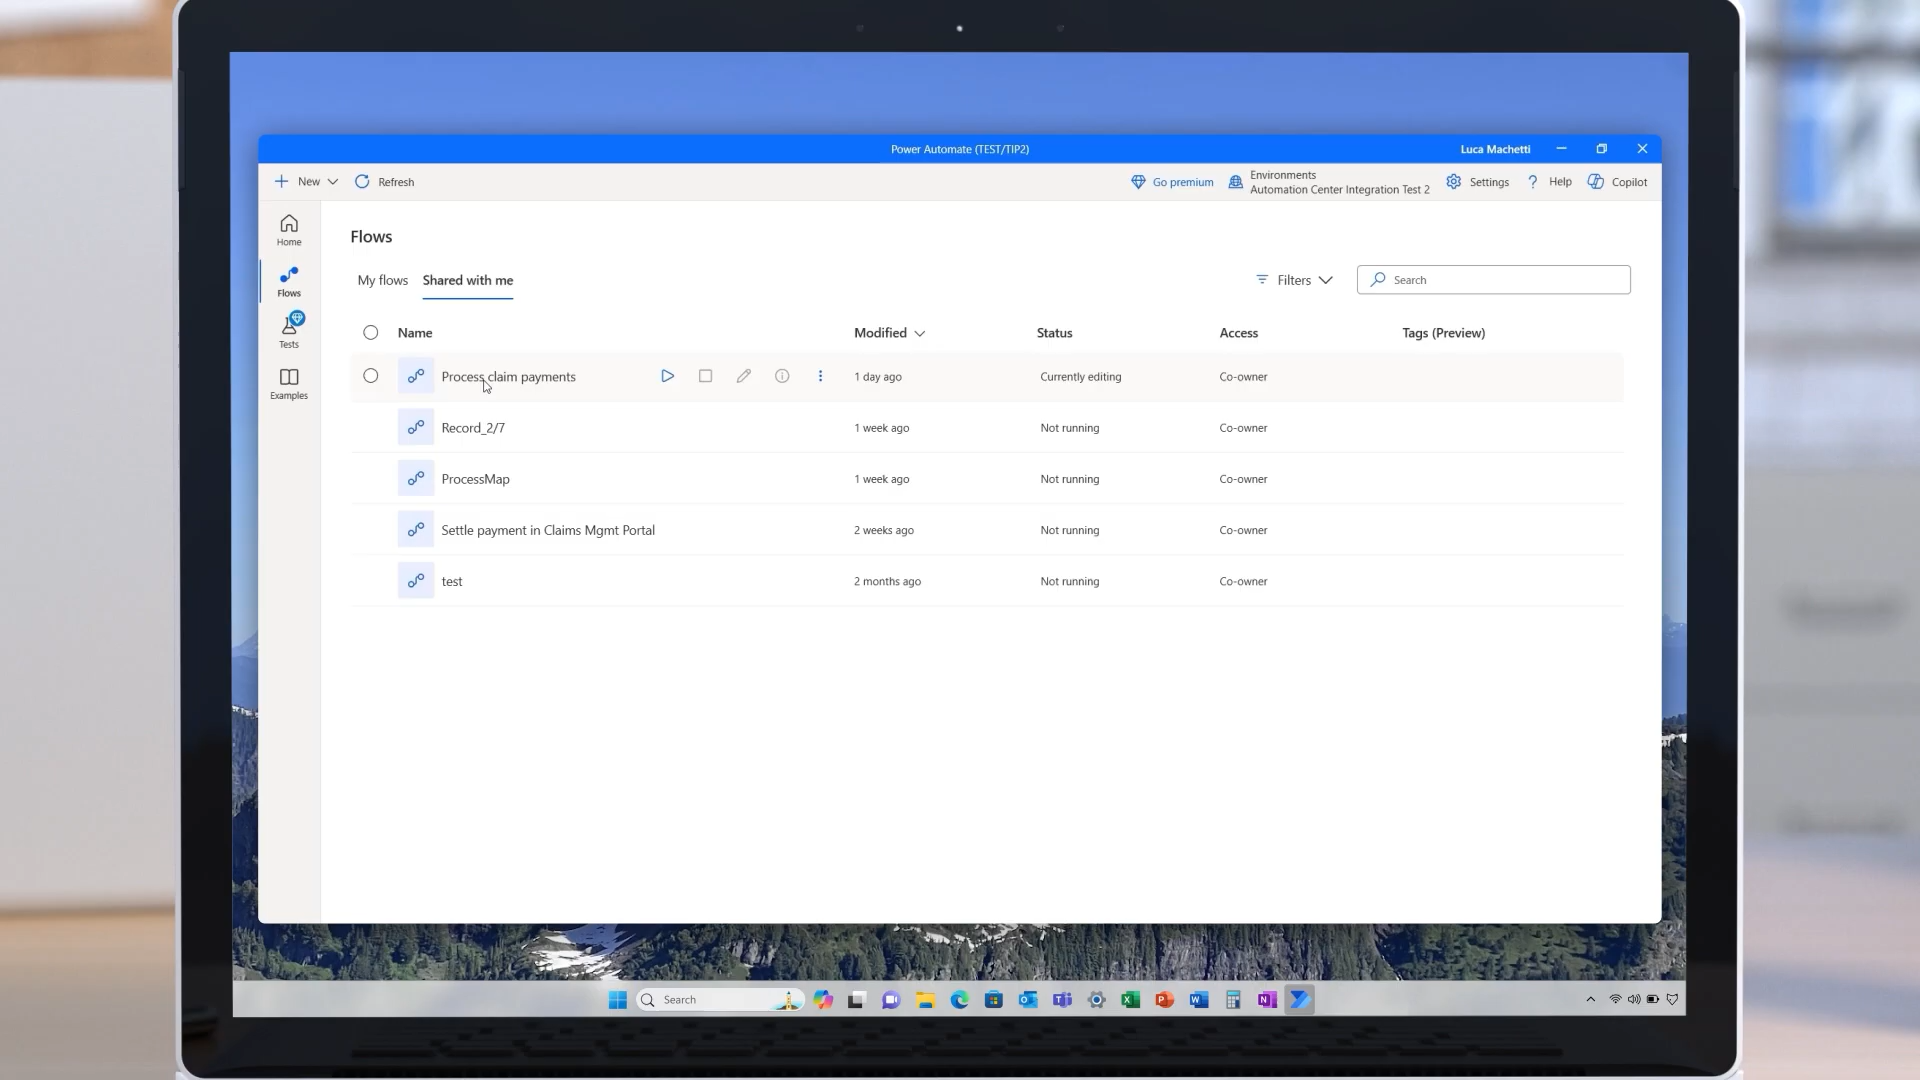 Power Automate (TEST/TIP2)
Luca Machetti
New
Refresh
Go premium
Environments
Automation Center Integration Test 2
Settings
Help
Copilot
Home
Flows
Tests
Examples
Flows
My flows
Shared with me
Filters
Search
Name
Modified
Status
Access
Tags (Preview)
Process claim payments
1 day ago
Currently editing
Co-owner
Record_2/7
1 week ago
Not running
Co-owner
ProcessMap
1 week ago
Not running
Co-owner
Settle payment in Claims Mgmt Portal
2 weeks ago
Not running
Co-owner
test
2 months ago
Not running
Co-owner
Search